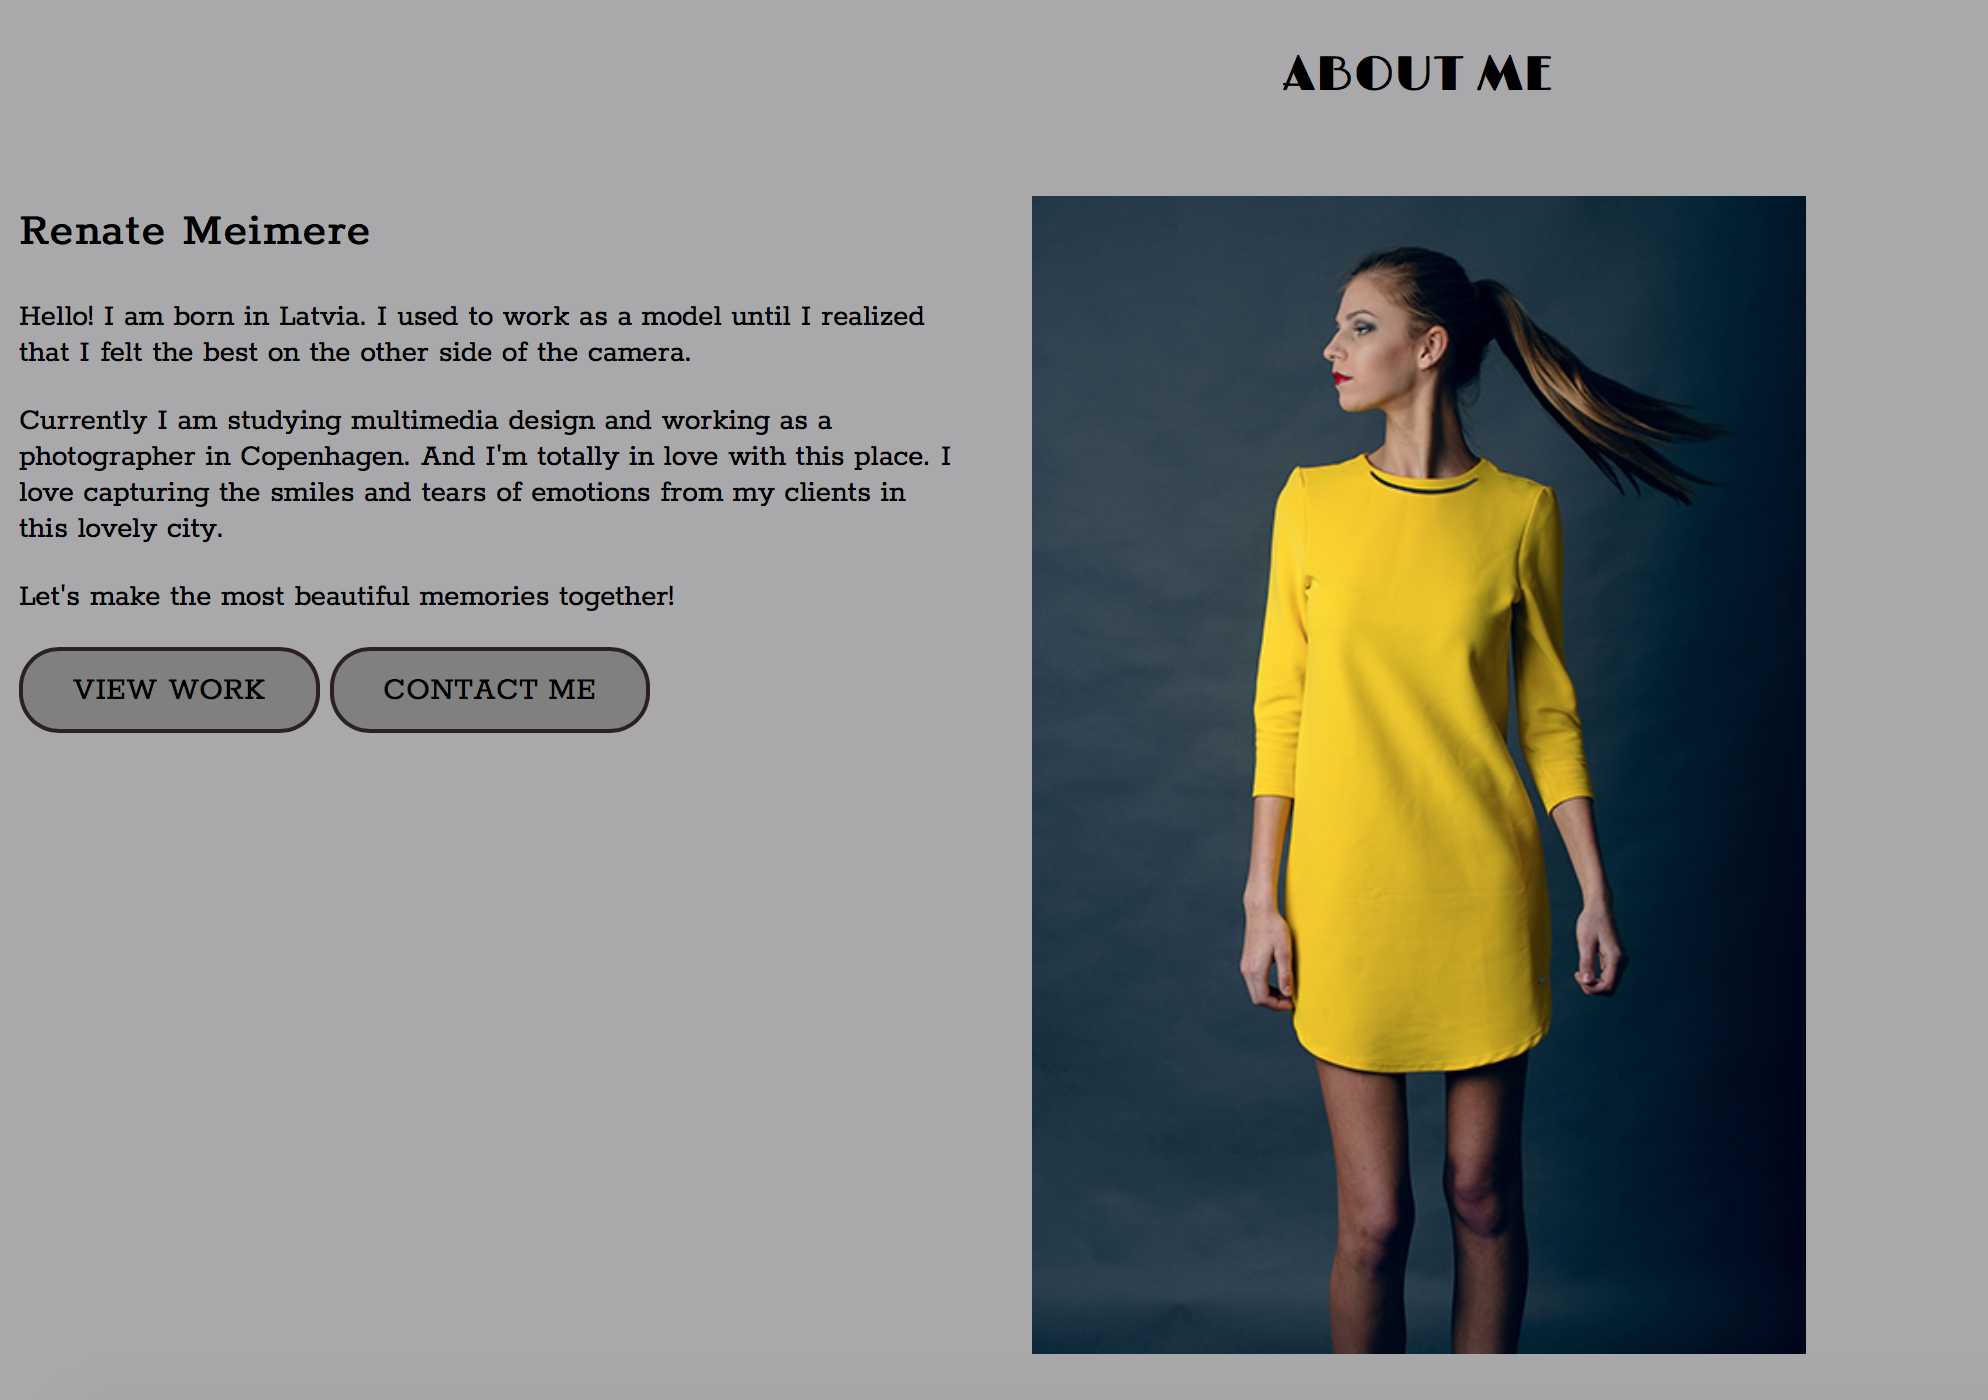 ABOUT ME
Renate Meimere
Hello! I am born in Latvia. I used to work as a model until I realized
that I felt the best on the other side of the camera.
Currently I am studying multimedia design and working as a
photographer in Copenhagen. And I'm totally in love with this place. I
love capturing the smiles and tears of emotions from my clients in
this lovely city.
Let's make the most beautiful memories together!
VIEW WORK
CONTACT ME